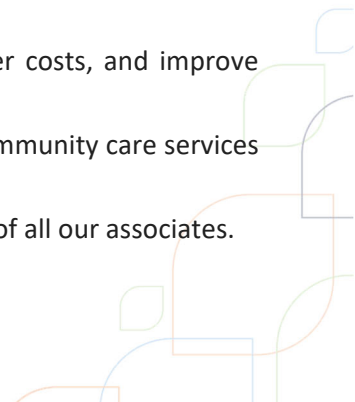 er costs, and improve
mmunity care services
of all our associates.